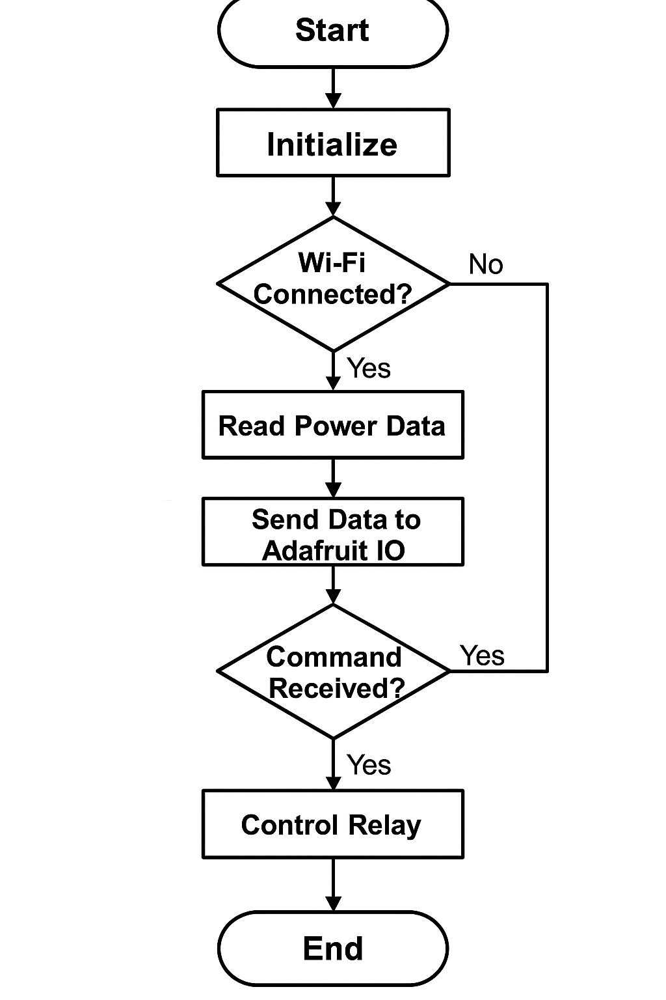 Start
Initialize
Wi-Fi
Connected?
No
Yes
Read Power Data
Send Data to
Adafruit IO
Command
Received?
Yes
Yes
Control Relay
End